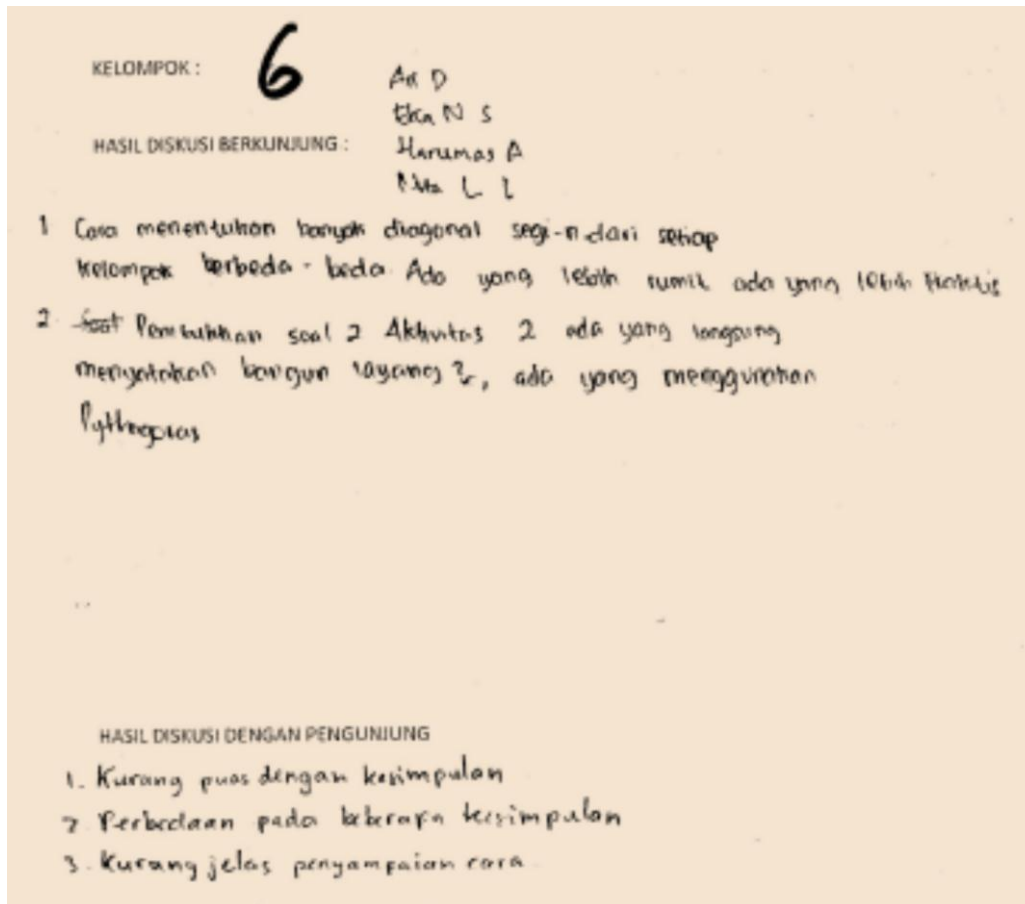 KELOMPOK : 6
Ari D
Eka N S
HASIL DISKUSI BERKUNJUNG :
Harumas A
L L
1 Cara menentukan banyak diagonal segi-n dari setiap
kelompok berbeda - beda. Ada yang lebih rumit ada yang lebih Praktis
2. Pembuktian soal 2 Aktivitas 2 ada yang langsung
menyatakan bangun layang 2, ada yang menggunakan
Pythagoras
HASIL DISKUSI DENGAN PENGUNJUNG
1. Kurang puas dengan kesimpulan
2 Perbedaan pada beberapa kesimpulan
3. Kurang jelas penyampaian cara